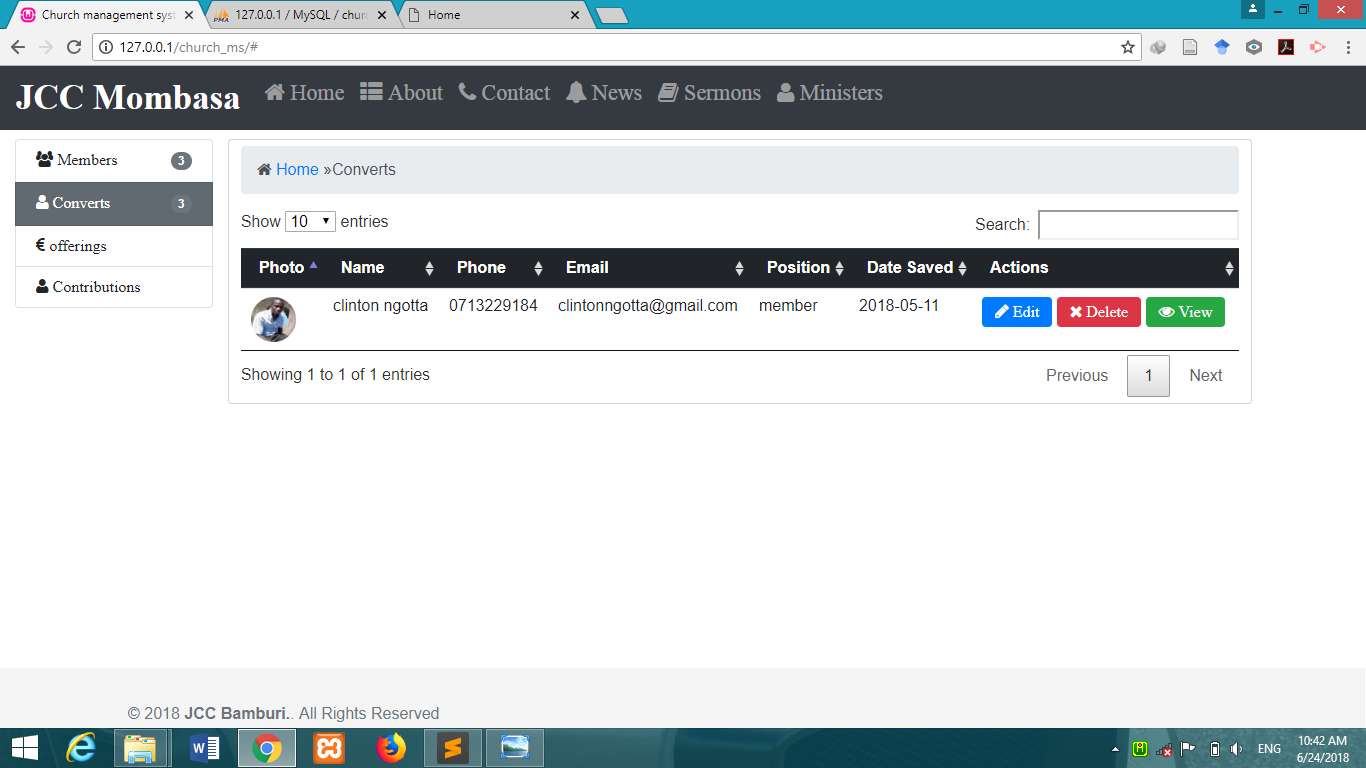 Church management syst
127.0.0.1 / MySQL / churc
Home
127.0.0.1/church_ms/#
JCC Mombasa Home About Contact News Sermons Ministers
Members 3
Converts 3
€ offerings
Contributions
Home »Converts
Show 10 entries
Search:
Photo Name Phone Email Position Date Saved Actions
clinton ngotta 0713229184 clintonngotta@gmail.com member 2018-05-11 Edit Delete View
Showing 1 to 1 of 1 entries
Previous 1 Next
© 2018 JCC Bamburi.. All Rights Reserved
ENG
10:42 AM
6/24/2018